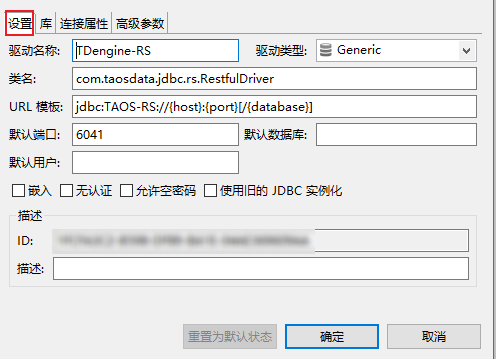 设置 库 连接属性 高级参数
驱动名称: TDengine-RS 驱动类型: Generic
类名: com.taosdata.jdbc.rs.RestfulDriver
URL 模板: jdbc:TAOS-RS://{host}:{port}[/{database}]
默认端口: 6041 默认数据库:
默认用户:
嵌入 无认证 允许空密码 使用旧的 JDBC 实例化
描述
ID:
描述:
重置为默认状态 确定 取消